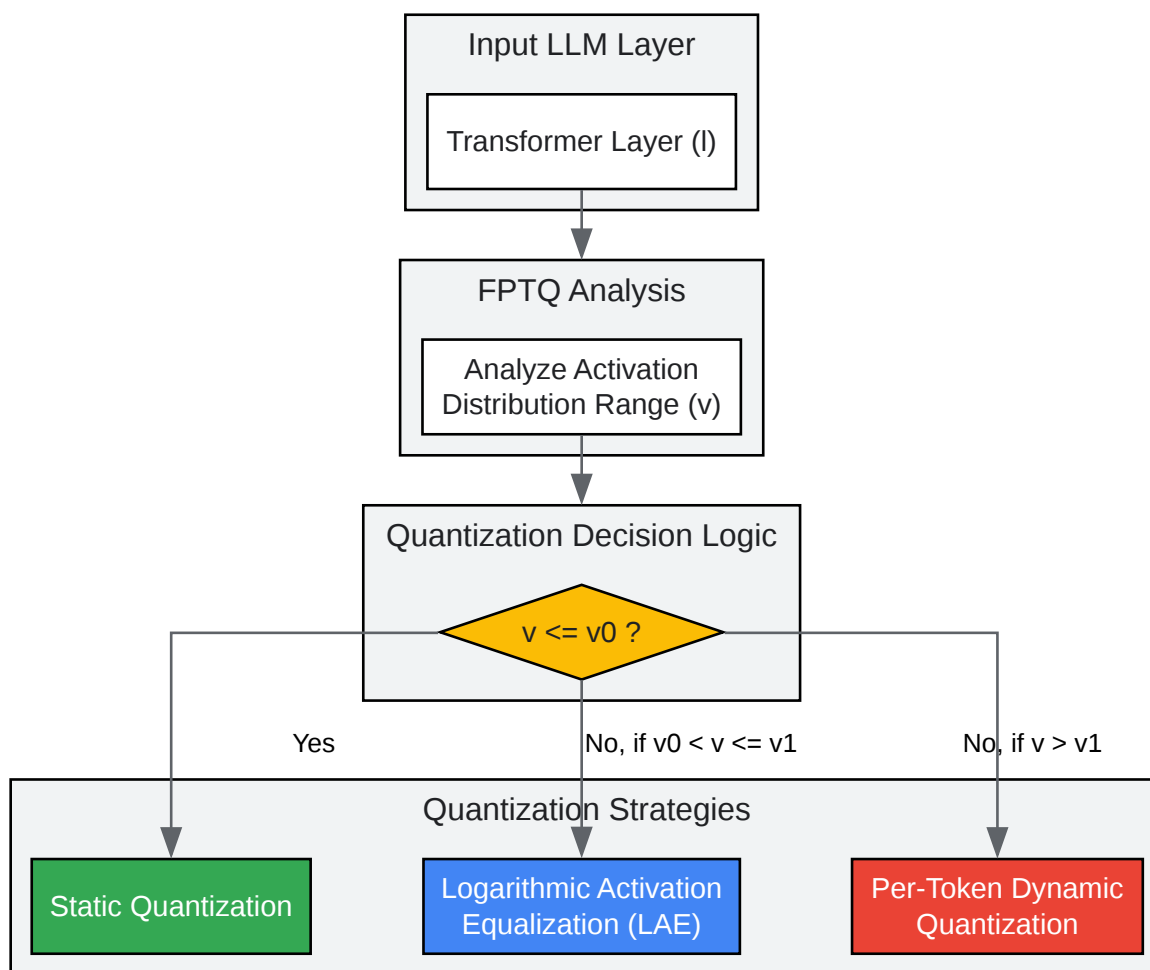 Input LLM Layer
Transformer Layer (l)
FPTQ Analysis
Analyze Activation
Distribution Range (v)
Quantization Decision Logic
v <= v0 ?
Yes
No, if v0 < v <= v1
No, if v > v1
Quantization Strategies
Static Quantization
Logarithmic Activation
Equalization (LAE)
Per-Token Dynamic
Quantization